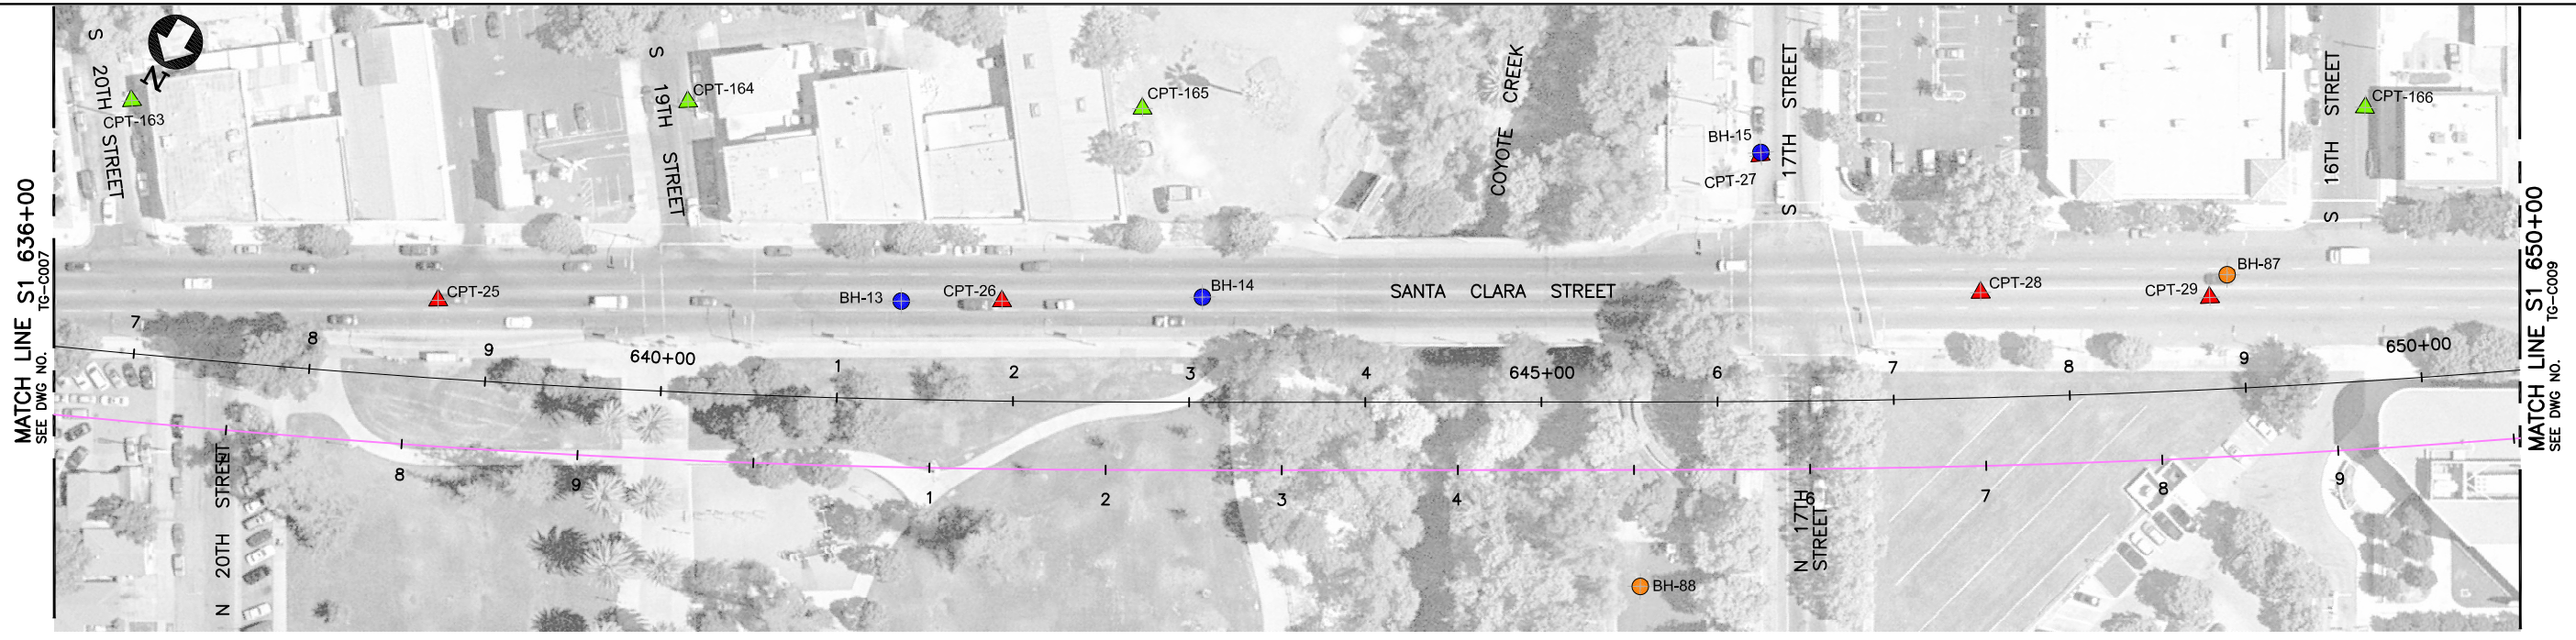 MATCH LINE S1 636+00
SEE DWG NO. TG-C007
N
S 20TH STREET
CPT-163
S 19TH STREET
CPT-164
CPT-165
COYOTE CREEK
BH-15
CPT-27
S 17TH STREET
S 16TH STREET
CPT-166
CPT-25
BH-13
CPT-26
BH-14
SANTA CLARA STREET
CPT-28
CPT-29
BH-87
7
8
9
640+00
1
2
3
4
645+00
6
7
8
9
650+00
8
9
1
2
3
4
6
7
8
9
N 20TH STREET
BH-88
N 17TH
STREET
MATCH LINE S1 650+00
SEE DWG NO. TG-C009